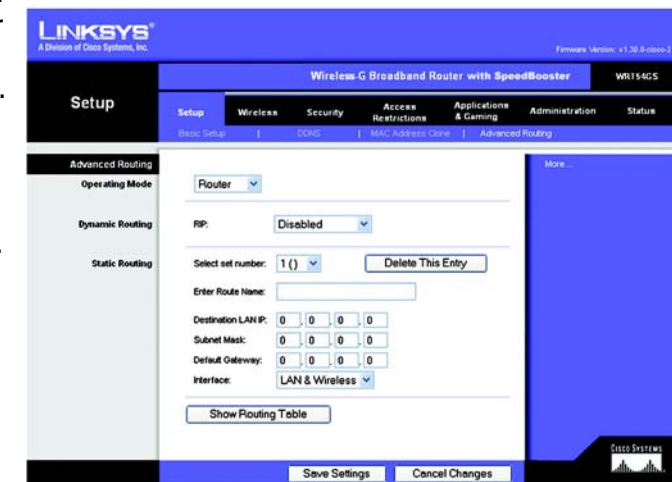 LINKSYS®
A Division of Cisco Systems, Inc.
Firmware Version: v1.30.8-cisco-2
Wireless-G Broadband Router with SpeedBooster
WRT54GS
Setup
Setup
Wireless
Security
Access Restrictions
Applications & Gaming
Administration
Status
Basic Setup | DDNS | MAC Address Clone | Advanced Routing
Advanced Routing
More...
Operating Mode
Router
Dynamic Routing
RIP:
Disabled
Static Routing
Select set number:
1 ()
Delete This Entry
Enter Route Name:
Destination LAN IP: 0 . 0 . 0 . 0
Subnet Mask: 0 . 0 . 0 . 0
Default Gateway: 0 . 0 . 0 . 0
Interface: LAN & Wireless
Show Routing Table
Save Settings
Cancel Changes
CISCO SYSTEMS